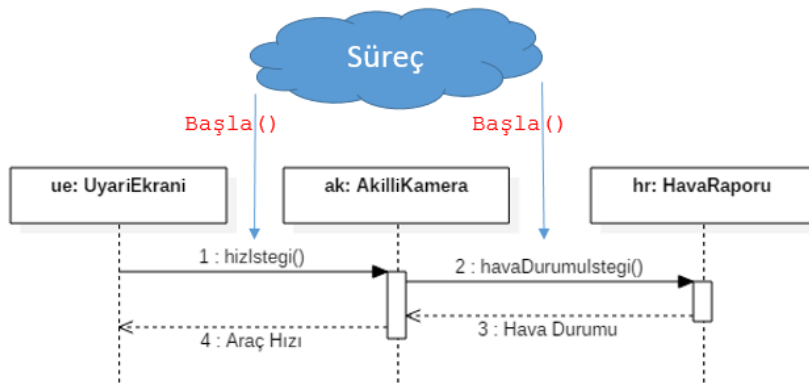 Süreç
Başla()
Başla()
ue: UyariEkrani
ak: AkilliKamera
hr: HavaRaporu
1 : hizIstegi()
2 : havaDurumuIstegi()
3 : Hava Durumu
4 : Araç Hızı